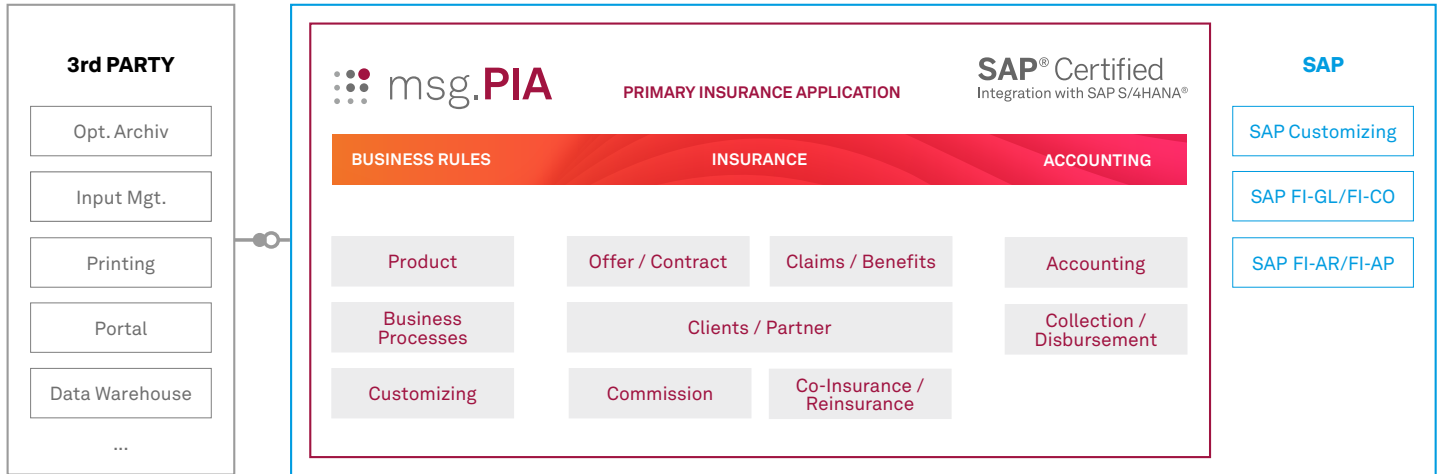 3rd PARTY
Opt. Archiv
Input Mgt.
Printing
Portal
Data Warehouse
...
msg.PIA
PRIMARY INSURANCE APPLICATION
SAP® Certified
Integration with SAP S/4HANA®
BUSINESS RULES
INSURANCE
ACCOUNTING
Product
Business
Processes
Customizing
Offer / Contract
Claims / Benefits
Clients / Partner
Commission
Co-Insurance /
Reinsurance
Accounting
Collection /
Disbursement
SAP
SAP Customizing
SAP FI-GL/FI-CO
SAP FI-AR/FI-AP